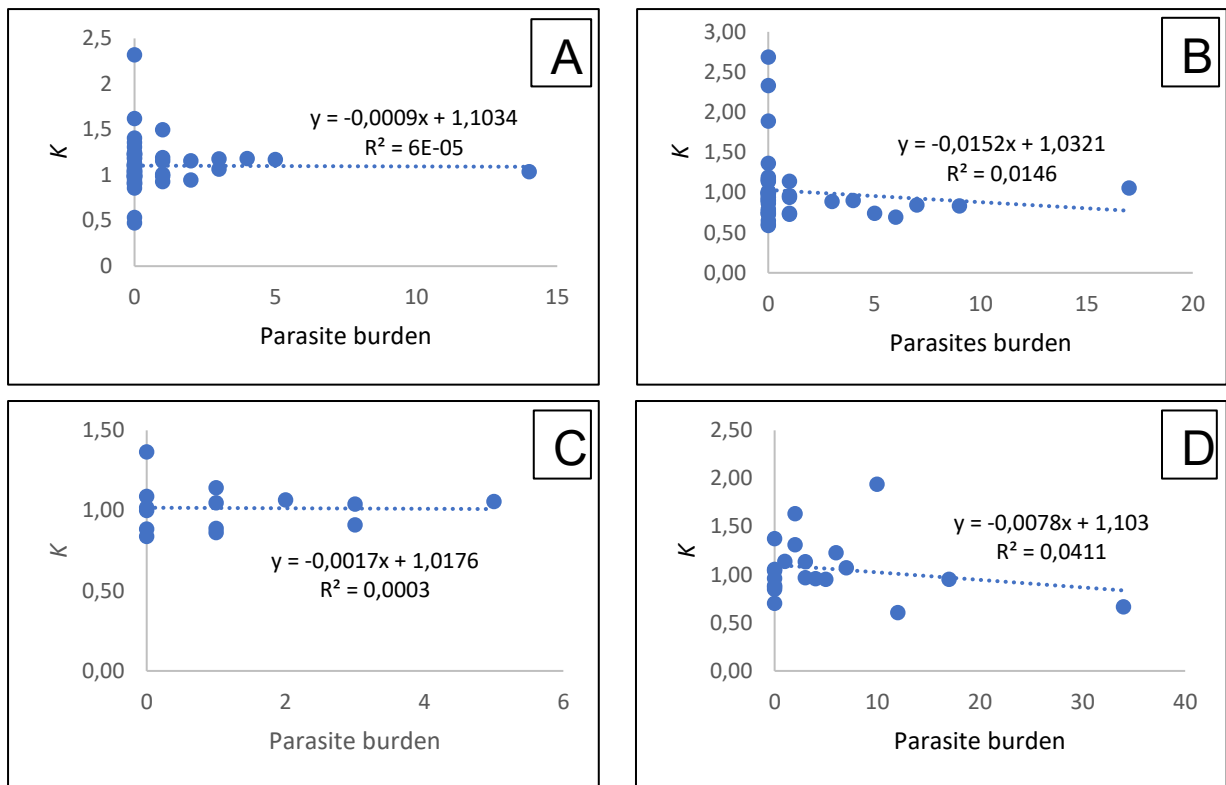 A
2,5
2
1,5
1
0,5
0
K
y = -0,0009x + 1,1034
R² = 6E-05
0 5 10 15
Parasite burden
B
3,00
2,50
2,00
1,50
1,00
0,50
0,00
K
y = -0,0152x + 1,0321
R² = 0,0146
0 5 10 15 20
Parasites burden
C
1,50
1,00
0,50
0,00
K
y = -0,0017x + 1,0176
R² = 0,0003
0 2 4 6
Parasite burden
D
2,50
2,00
1,50
1,00
0,50
0,00
K
y = -0,0078x + 1,103
R² = 0,0411
0 10 20 30 40
Parasite burden